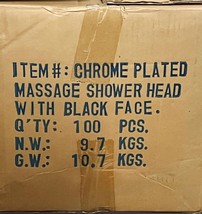 ITEM#: CHROME PLATED
MASSAGE SHOWER HEAD
WITH BLACK FACE.
Q'TY: 100 PCS.
N.W.: 9.7 KGS.
G.W.: 10.7 KGS.